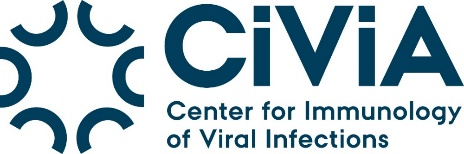 CiViA
Center for Immunology
of Viral Infections